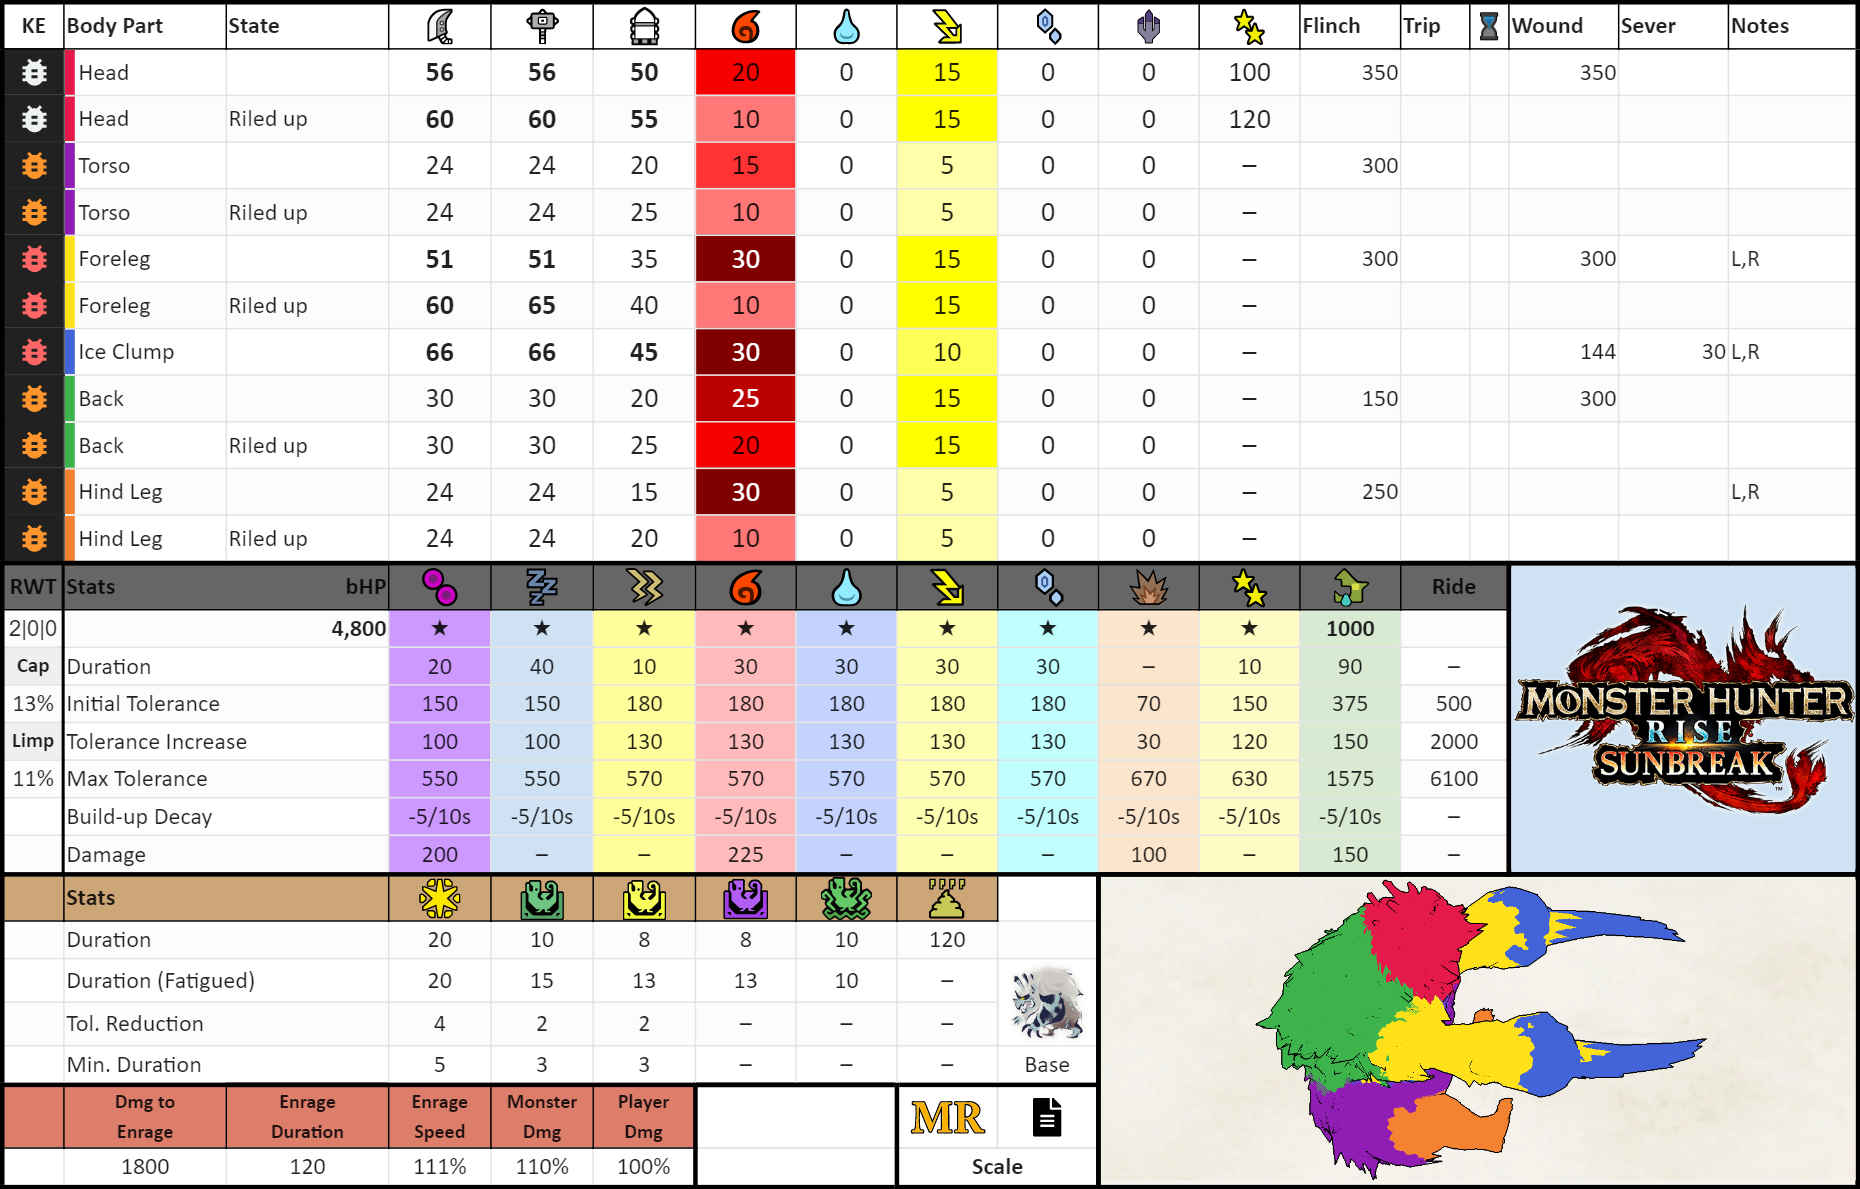 KE Body Part State Flinch Trip Wound Sever Notes
Head 56 56 50 20 0 15 0 0 100 350 350
Head Riled up 60 60 55 10 0 15 0 0 120
Torso 24 24 20 15 0 5 0 0 – 300
Torso Riled up 24 24 25 10 0 5 0 0 –
Foreleg 51 51 35 30 0 15 0 0 – 300 300 L,R
Foreleg Riled up 60 65 40 10 0 15 0 0 –
Ice Clump 66 66 45 30 0 10 0 0 – 144 30 L,R
Back 30 30 20 25 0 15 0 0 – 150 300
Back Riled up 30 30 25 20 0 15 0 0 –
Hind Leg 24 24 15 30 0 5 0 0 – 250 L,R
Hind Leg Riled up 24 24 20 10 0 5 0 0 –
RWT Stats bHP Ride
2|0|0 4,800 ★ ★ ★ ★ ★ ★ ★ ★ ★ 1000
Cap Duration 20 40 10 30 30 30 30 – 10 90 –
13% Initial Tolerance 150 150 180 180 180 180 180 70 150 375 500
Limp Tolerance Increase 100 100 130 130 130 130 130 30 120 150 2000
11% Max Tolerance 550 550 570 570 570 570 570 670 630 1575 6100
Build-up Decay -5/10s -5/10s -5/10s -5/10s -5/10s -5/10s -5/10s -5/10s -5/10s -5/10s –
Damage 200 – – 225 – – – 100 – 150 –
MONSTER HUNTER
RISE
SUNBREAK
™
Stats
Duration 20 10 8 8 10 120
Duration (Fatigued) 20 15 13 13 10 –
Tol. Reduction 4 2 2 – – –
Min. Duration 5 3 3 – – – Base
Dmg to Enrage Enrage Monster Player
Enrage Duration Speed Dmg Dmg
MR
1800 120 111% 110% 100% Scale